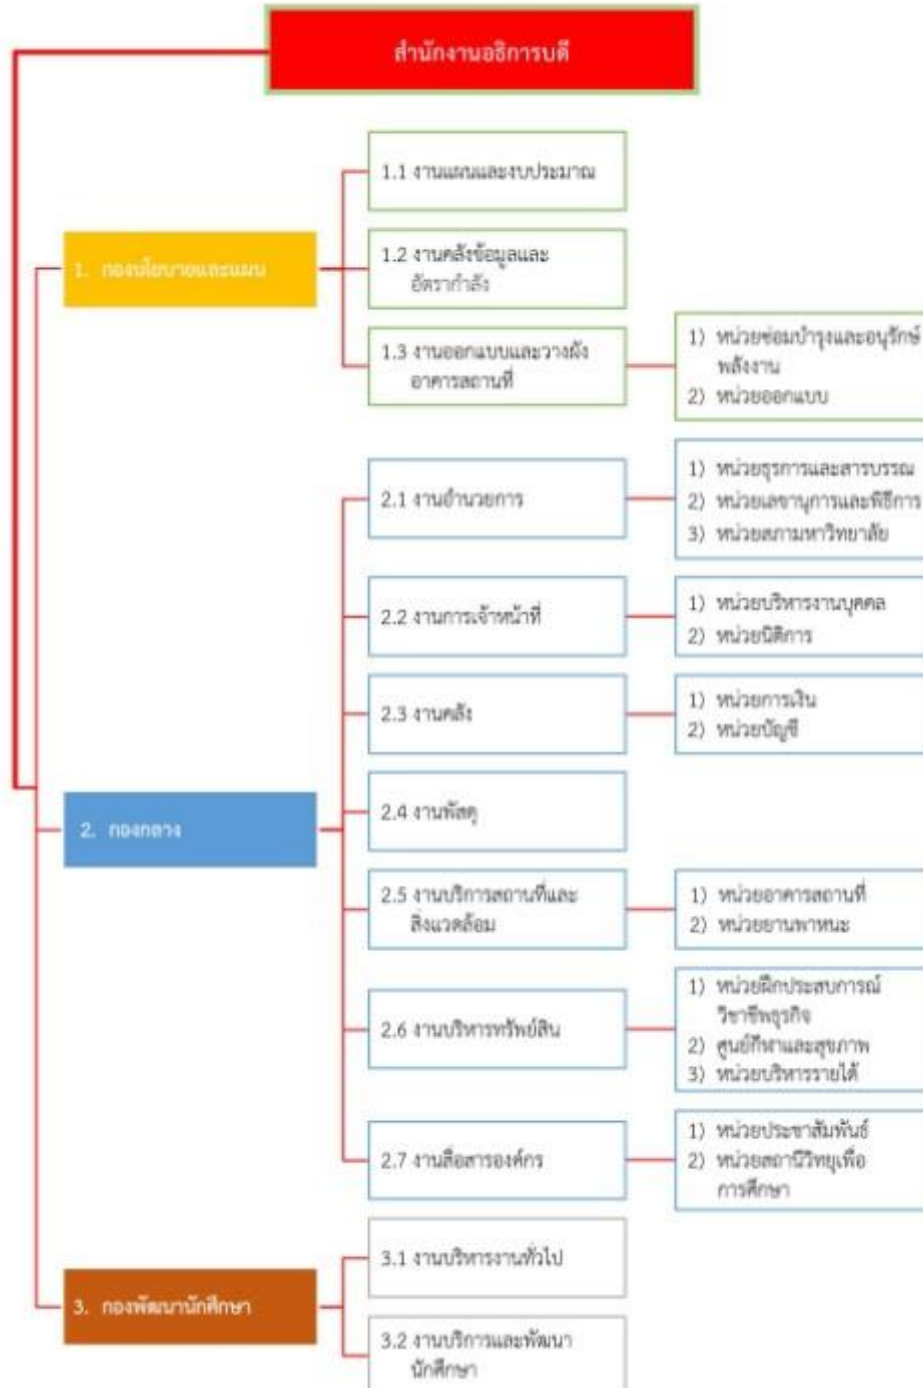 สำนักงานอธิการบดี
1. กองนโยบายและแผน
1.1 งานแผนและงบประมาณ
1.2 งานคลังข้อมูลและ
อัตรากำลัง
1.3 งานออกแบบและวางผัง
อาคารสถานที่
1) หน่วยซ่อมบำรุงและอนุรักษ์
พลังงาน
2) หน่วยออกแบบ
2. กองกลาง
2.1 งานอำนวยการ
1) หน่วยธุรการและสารบรรณ
2) หน่วยเลขานุการและพิธีการ
3) หน่วยสภามหาวิทยาลัย
2.2 งานการเจ้าหน้าที่
1) หน่วยบริหารงานบุคคล
2) หน่วยนิติการ
2.3 งานคลัง
1) หน่วยการเงิน
2) หน่วยบัญชี
2.4 งานพัสดุ
2.5 งานบริการสถานที่และ
สิ่งแวดล้อม
1) หน่วยอาคารสถานที่
2) หน่วยยานพาหนะ
2.6 งานบริหารทรัพย์สิน
1) หน่วยฝึกประสบการณ์
วิชาชีพธุรกิจ
2) ศูนย์กีฬาและสุขภาพ
3) หน่วยบริหารรายได้
2.7 งานสื่อสารองค์กร
1) หน่วยประชาสัมพันธ์
2) หน่วยสถานีวิทยุเพื่อ
การศึกษา
3. กองพัฒนานักศึกษา
3.1 งานบริหารงานทั่วไป
3.2 งานบริการและพัฒนา
นักศึกษา